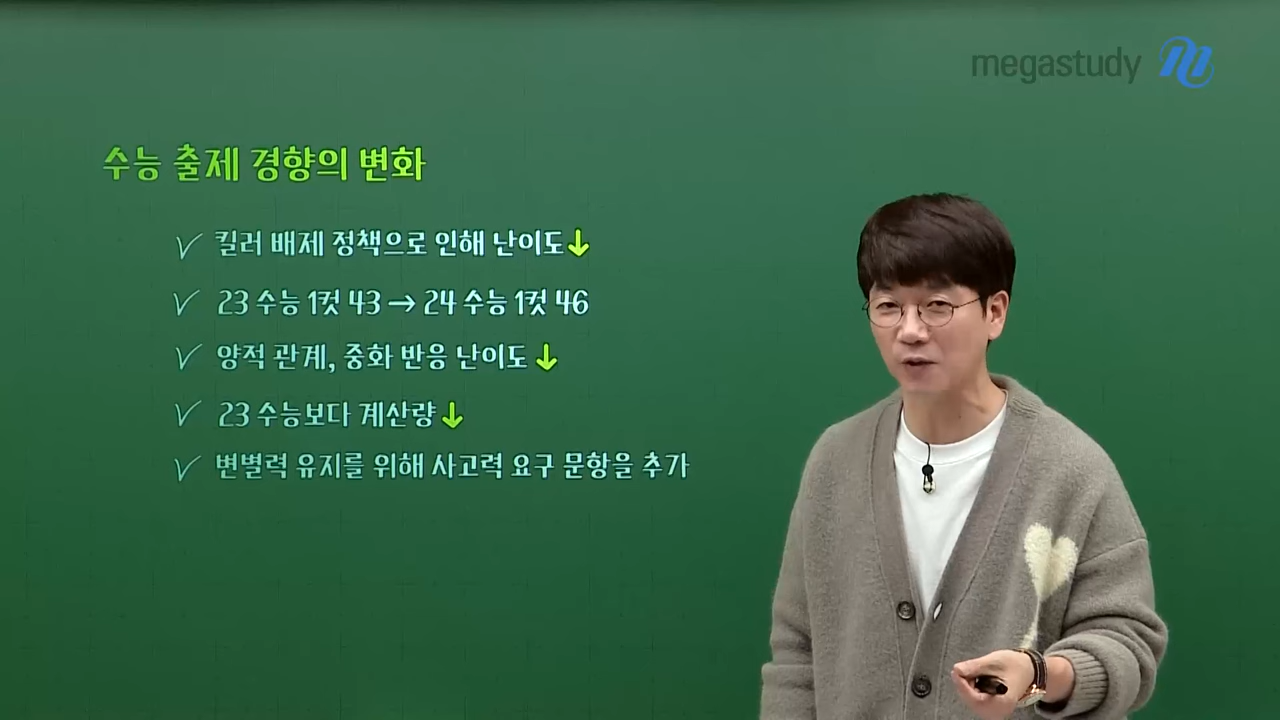 megastudy
수능 출제 경향의 변화
✓ 킬러 배제 정책으로 인해 난이도↓
✓ 23 수능 1컷 43 → 24 수능 1컷 46
✓ 양적 관계, 중화 반응 난이도↓
✓ 23 수능보다 계산량↓
✓ 변별력 유지를 위해 사고력 요구 문항을 추가